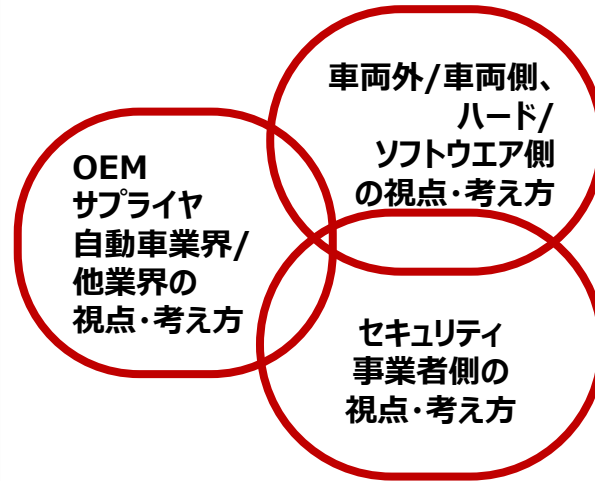 OEM
サプライヤ
自動車業界/
他業界の
視点・考え方
車両外/車両側、
ハード/
ソフトウエア側
の視点・考え方
セキュリティ
事業者側の
視点・考え方